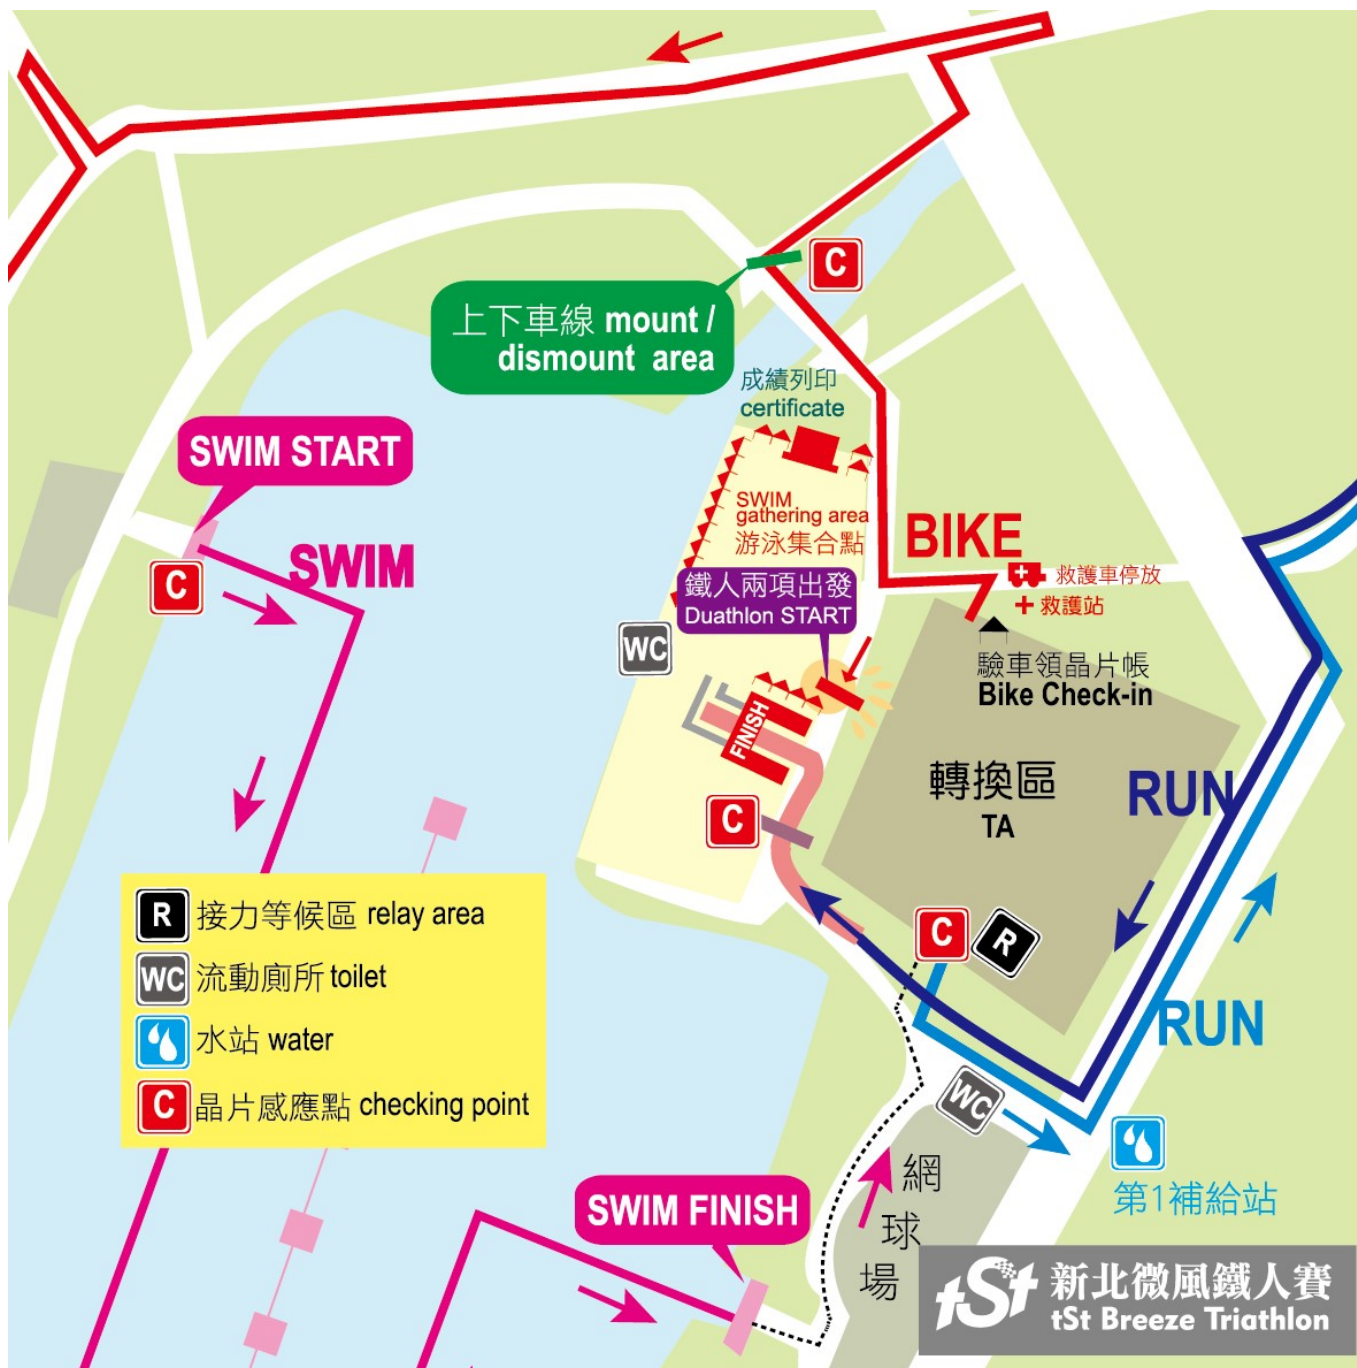 C
上下車線 mount /
dismount area
成績列印
certificate
SWIM START
SWIM
gathering area
游泳集合點
BIKE
SWIM
C
救護車停放
救護站
鐵人兩項出發
Duathlon START
WC
驗車領晶片帳
Bike Check-in
FINISH
轉換區
TA
RUN
C
R 接力等候區 relay area
WC 流動廁所 toilet
水站 water
C 晶片感應點 checking point
C
R
RUN
WC
第1補給站
網
球
場
SWIM FINISH
tSt 新北微風鐵人賽
tSt Breeze Triathlon